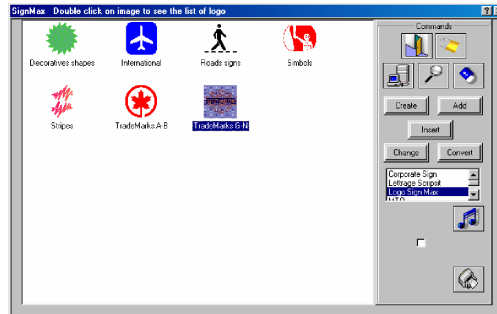 SignMax Double click on image to see the list of logo
Commands
Decoratives shapes
International
Roads signs
Simbols
Stripes
TradeMarks A-B
TradeMarks G-N
Create
Add
Insert
Change
Convert
Corporate Sign
Lettrage Script
Logo Sign Max